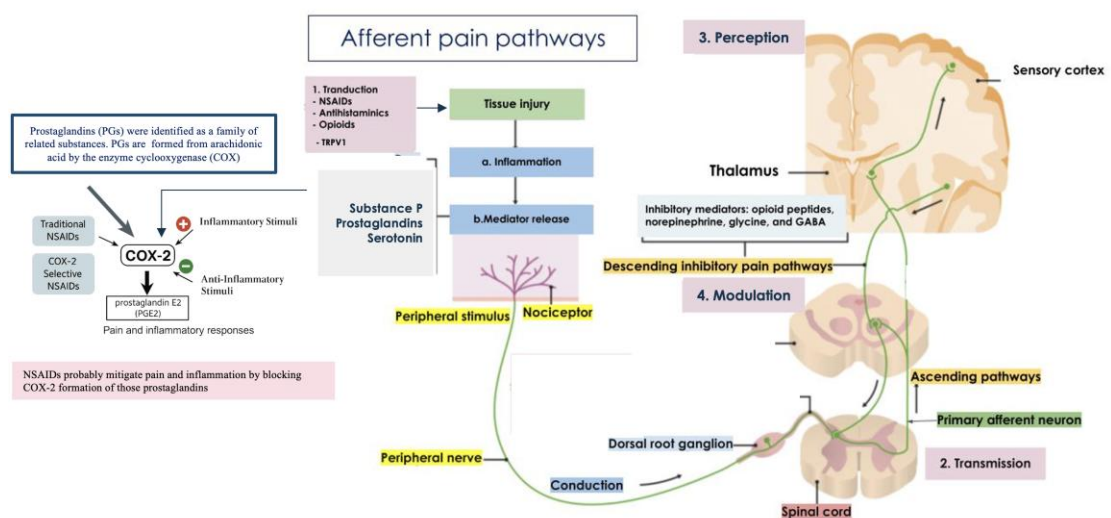 Afferent pain pathways
3. Perception
Sensory cortex
1. Tranduction
- NSAIDs
- Antihistaminics
- Opioids
- TRPV1
Tissue injury
Prostaglandins (PGs) were identified as a family of
related substances. PGs are formed from arachidonic
acid by the enzyme cyclooxygenase (COX)
a. Inflammation
Thalamus
Substance P
Prostaglandins
Serotonin
b.Mediator release
Inhibitory mediators: opioid peptides,
norepinephrine, glycine, and GABA
Traditional
NSAIDs
Inflammatory Stimuli
COX-2
COX-2
Selective
NSAIDs
Anti-Inflammatory
Stimuli
Descending inhibitory pain pathways
4. Modulation
prostaglandin E2
(PGE2)
Pain and inflammatory responses
Peripheral stimulus
Nociceptor
NSAIDs probably mitigate pain and inflammation by blocking
COX-2 formation of those prostaglandins
Ascending pathways
Primary afferent neuron
Dorsal root ganglion
Peripheral nerve
2. Transmission
Conduction
Spinal cord